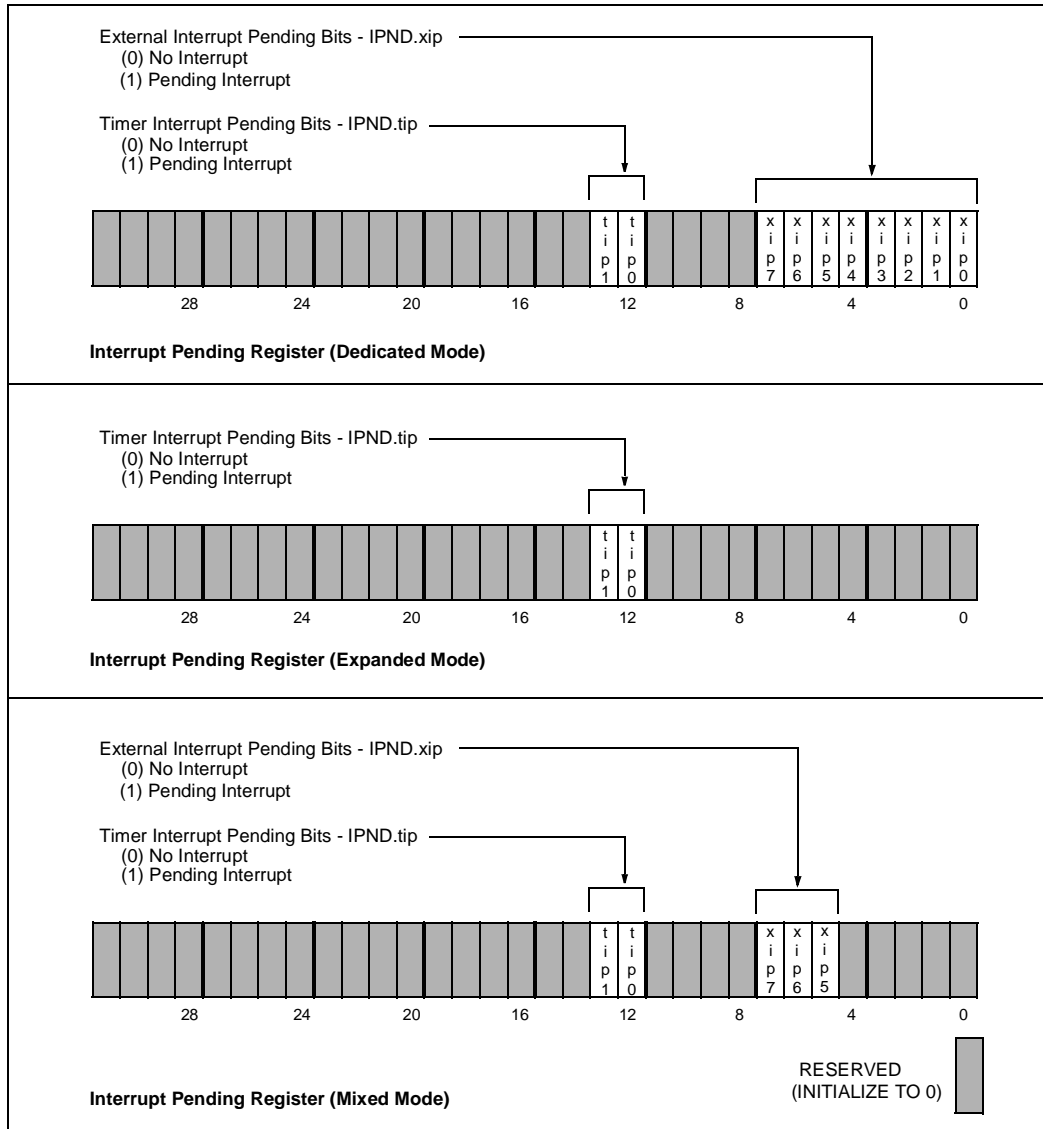 External Interrupt Pending Bits - IPND.xip
(0) No Interrupt
(1) Pending Interrupt
Timer Interrupt Pending Bits - IPND.tip
(0) No Interrupt
(1) Pending Interrupt
tip1 tip0 xip7 xip6 xip5 xip4 xip3 xip2 xip1 xip0
28 24 20 16 12 8 4 0
Interrupt Pending Register (Dedicated Mode)
Timer Interrupt Pending Bits - IPND.tip
(0) No Interrupt
(1) Pending Interrupt
tip1 tip0
28 24 20 16 12 8 4 0
Interrupt Pending Register (Expanded Mode)
External Interrupt Pending Bits - IPND.xip
(0) No Interrupt
(1) Pending Interrupt
Timer Interrupt Pending Bits - IPND.tip
(0) No Interrupt
(1) Pending Interrupt
tip1 tip0 xip7 xip6 xip5
28 24 20 16 12 8 4 0
RESERVED
(INITIALIZE TO 0)
Interrupt Pending Register (Mixed Mode)